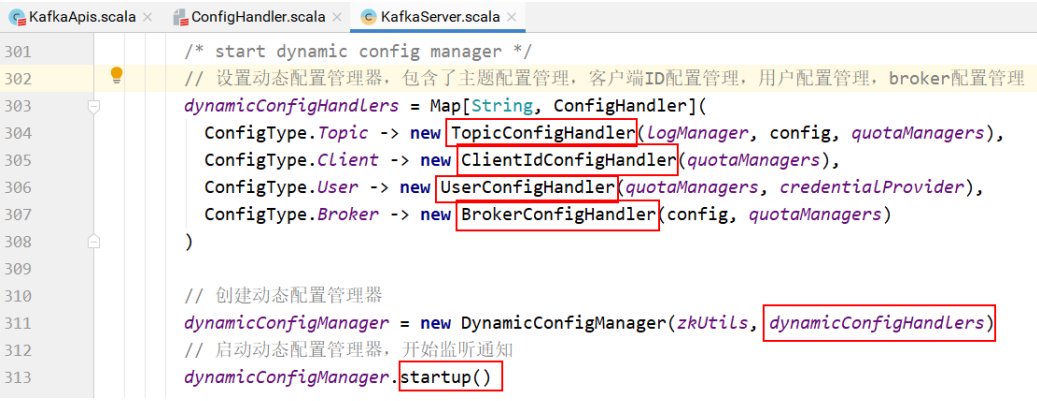 KafkaApis.scala × ConfigHandler.scala × KafkaServer.scala ×
301 /* start dynamic config manager */
302 // 设置动态配置管理器，包含了主题配置管理，客户端ID配置管理，用户配置管理，broker配置管理
303 dynamicConfigHandlers = Map[String, ConfigHandler](
304 ConfigType.Topic -> new TopicConfigHandler(logManager, config, quotaManagers),
305 ConfigType.Client -> new ClientIdConfigHandler(quotaManagers),
306 ConfigType.User -> new UserConfigHandler(quotaManagers, credentialProvider),
307 ConfigType.Broker -> new BrokerConfigHandler(config, quotaManagers)
308 )
309
310 // 创建动态配置管理器
311 dynamicConfigManager = new DynamicConfigManager(zkUtils, dynamicConfigHandlers)
312 // 启动动态配置管理器，开始监听通知
313 dynamicConfigManager.startup()